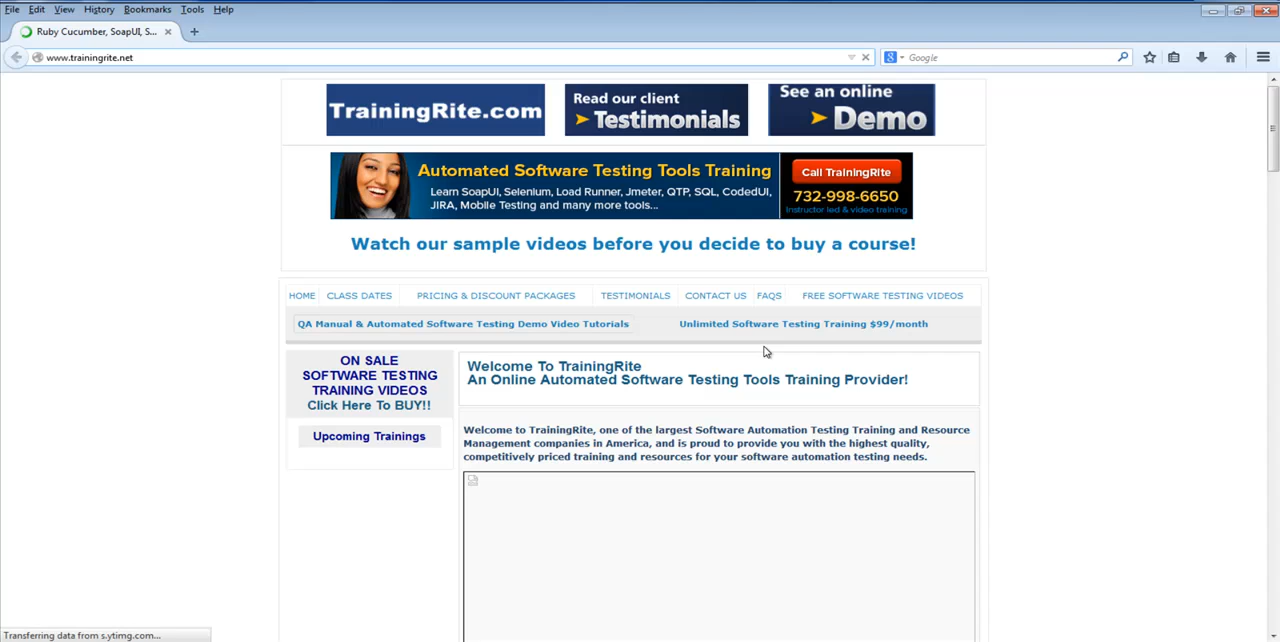 File Edit View History Bookmarks Tools Help
Ruby Cucumber, SoapUI, S...
www.trainingrite.net
Google
TrainingRite.com
Read our client
Testimonials
See an online
Demo
Automated Software Testing Tools Training
Learn SoapUI, Selenium, Load Runner, Jmeter, QTP, SQL, CodedUI,
JIRA, Mobile Testing and many more tools...
Call TrainingRite
732-998-6650
Instructor led & video training
Watch our sample videos before you decide to buy a course!
HOME CLASS DATES PRICING & DISCOUNT PACKAGES TESTIMONIALS CONTACT US FAQS FREE SOFTWARE TESTING VIDEOS
QA Manual & Automated Software Testing Demo Video Tutorials Unlimited Software Testing Training $99/month
ON SALE
SOFTWARE TESTING
TRAINING VIDEOS
Click Here To BUY!!
Upcoming Trainings
Welcome To TrainingRite
An Online Automated Software Testing Tools Training Provider!
Welcome to TrainingRite, one of the largest Software Automation Testing Training and Resource
Management companies in America, and is proud to provide you with the highest quality,
competitively priced training and resources for your software automation testing needs.
Transferring data from s.ytimg.com...